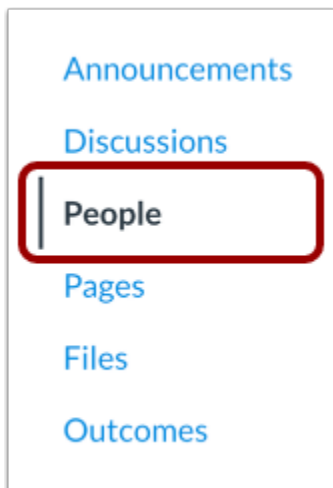 Announcements
Discussions
People
Pages
Files
Outcomes